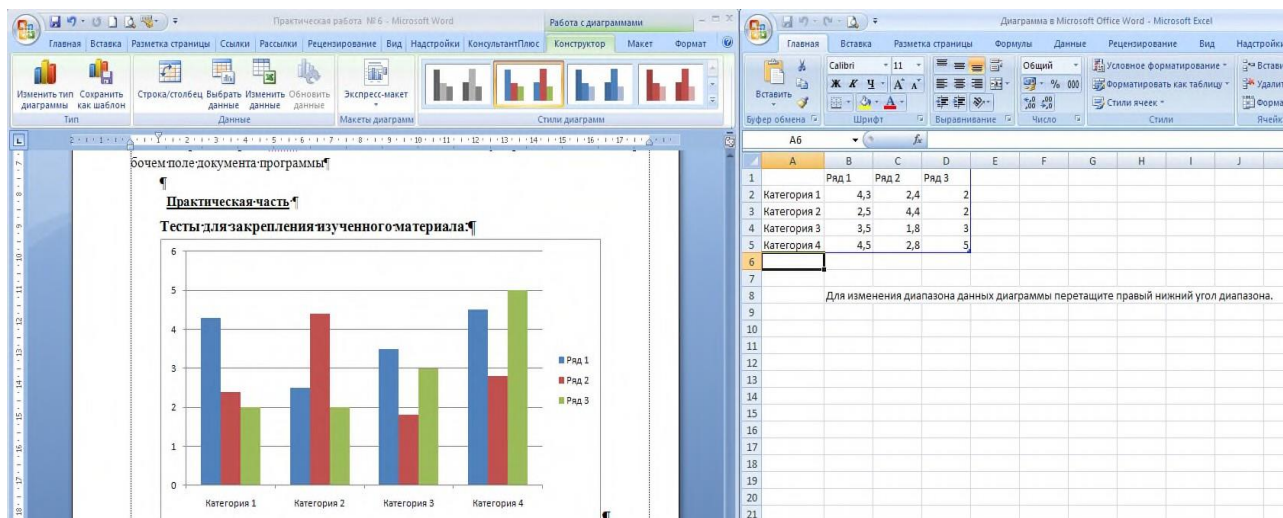 Практическая работа №6 - Microsoft Word
Работа с диаграммами
Главная Вставка Разметка страницы Ссылки Рассылки Рецензирование Вид Надстройки КонсультантПлюс Конструктор Макет Формат
Изменить тип диаграммы Сохранить как шаблон Строка/столбец Выбрать данные Изменить данные Обновить данные Экспресс-макет
Тип Данные Макеты диаграмм Стили диаграмм
бочем·поле·документа·программы¶
¶
Практическая·часть·¶
Тесты·для·закрепления·изученного·материала:¶
6
5
4
3
2
1
0
Категория 1 Категория 2 Категория 3 Категория 4
Ряд 1
Ряд 2
Ряд 3
¶
Диаграмма в Microsoft Office Word - Microsoft Excel
Главная Вставка Разметка страницы Формулы Данные Рецензирование Вид Надстройки
Вставить Calibri 11 Ж К Ч Общий % 000
Условное форматирование
Форматировать как таблицу
Стили ячеек
Встави
Удалит
Форма
Буфер обмена Шрифт Выравнивание Число Стили Ячейк
A6 fx
A B C D E F G H I J
1 Ряд 1 Ряд 2 Ряд 3
2 Категория 1 4,3 2,4 2
3 Категория 2 2,5 4,4 2
4 Категория 3 3,5 1,8 3
5 Категория 4 4,5 2,8 5
6
7
8 Для изменения диапазона данных диаграммы перетащите правый нижний угол диапазона.
9
10
11
12
13
14
15
16
17
18
19
20
21